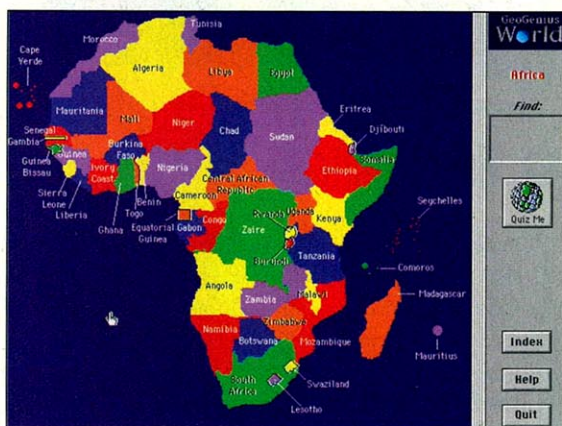 GeoGenius
World
Africa
Find:
Quiz Me
Index
Help
Quit
Cape
Verde
Morocco
Tunisia
Algeria
Libya
Egypt
Mauritania
Mali
Niger
Chad
Sudan
Eritrea
Djibouti
Senegal
Gambia
Guinea
Bissau
Guinea
Burkina
Faso
Nigeria
Ethiopia
Somalia
Sierra
Leone
Liberia
Ivory
Coast
Ghana
Togo
Benin
Cameroon
Central African
Republic
Equatorial
Guinea
Gabon
Congo
Zaire
Rwanda
Burundi
Uganda
Kenya
Seychelles
Tanzania
Comoros
Angola
Zambia
Malawi
Madagascar
Mauritius
Namibia
Botswana
Zimbabwe
Mozambique
South
Africa
Swaziland
Lesotho